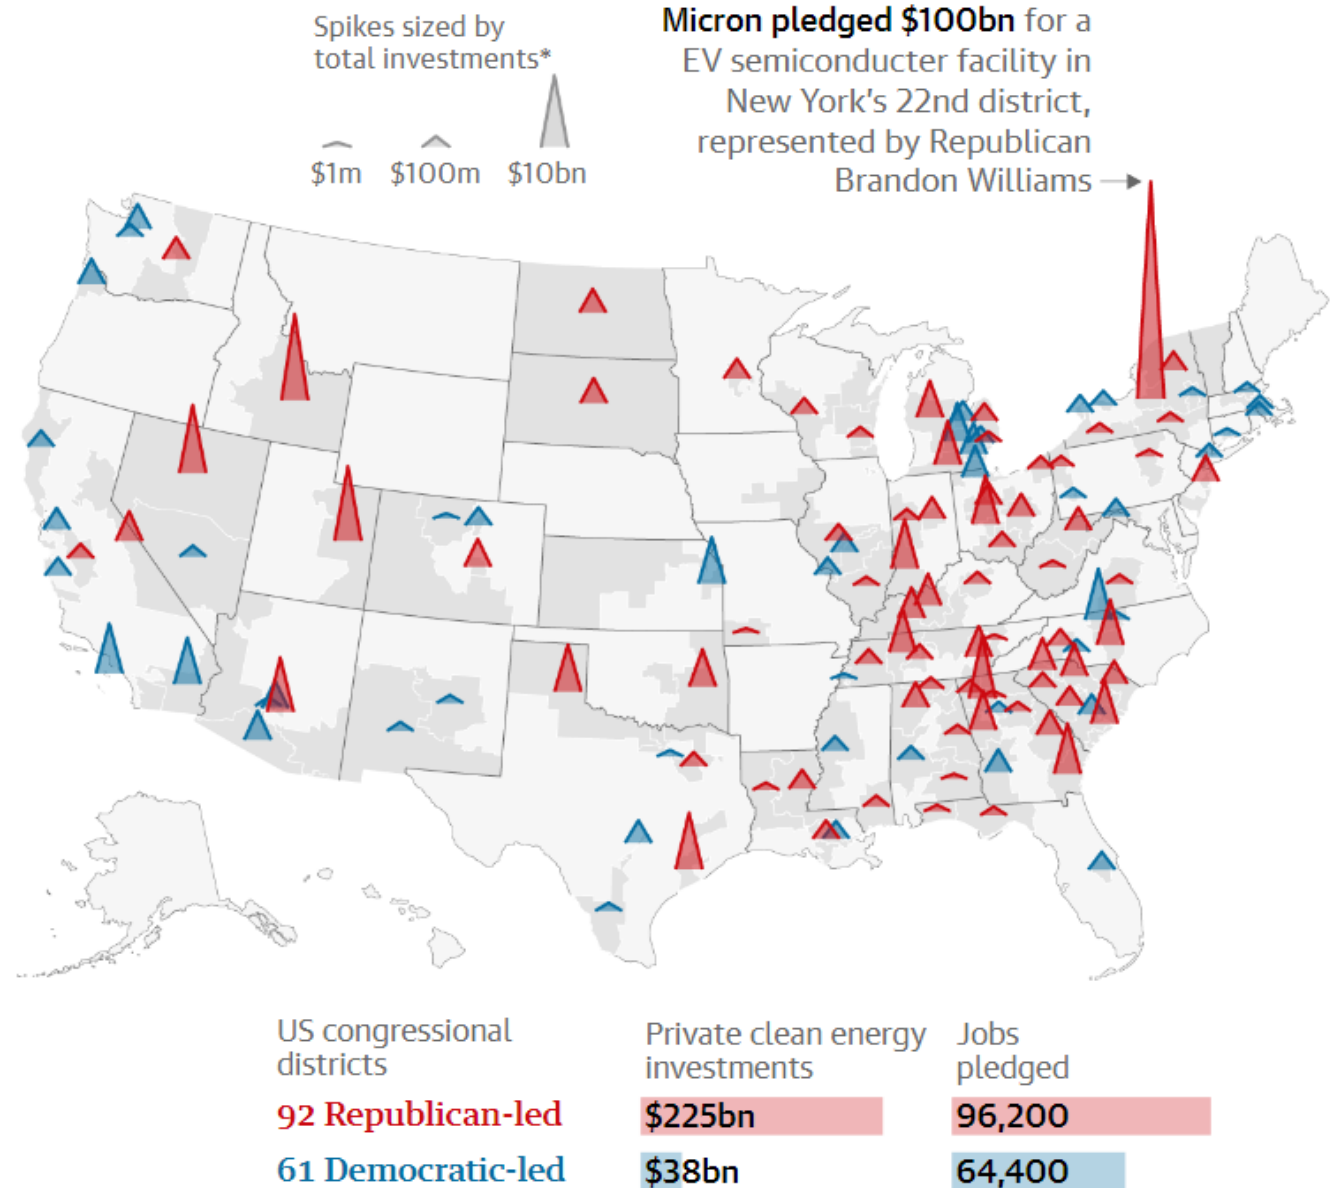 Spikes sized by
total investments*
$1m $100m $10bn
Micron pledged $100bn for a
EV semiconducter facility in
New York's 22nd district,
represented by Republican
Brandon Williams
US congressional
districts
Private clean energy
investments
Jobs
pledged
92 Republican-led $225bn 96,200
61 Democratic-led $38bn 64,400